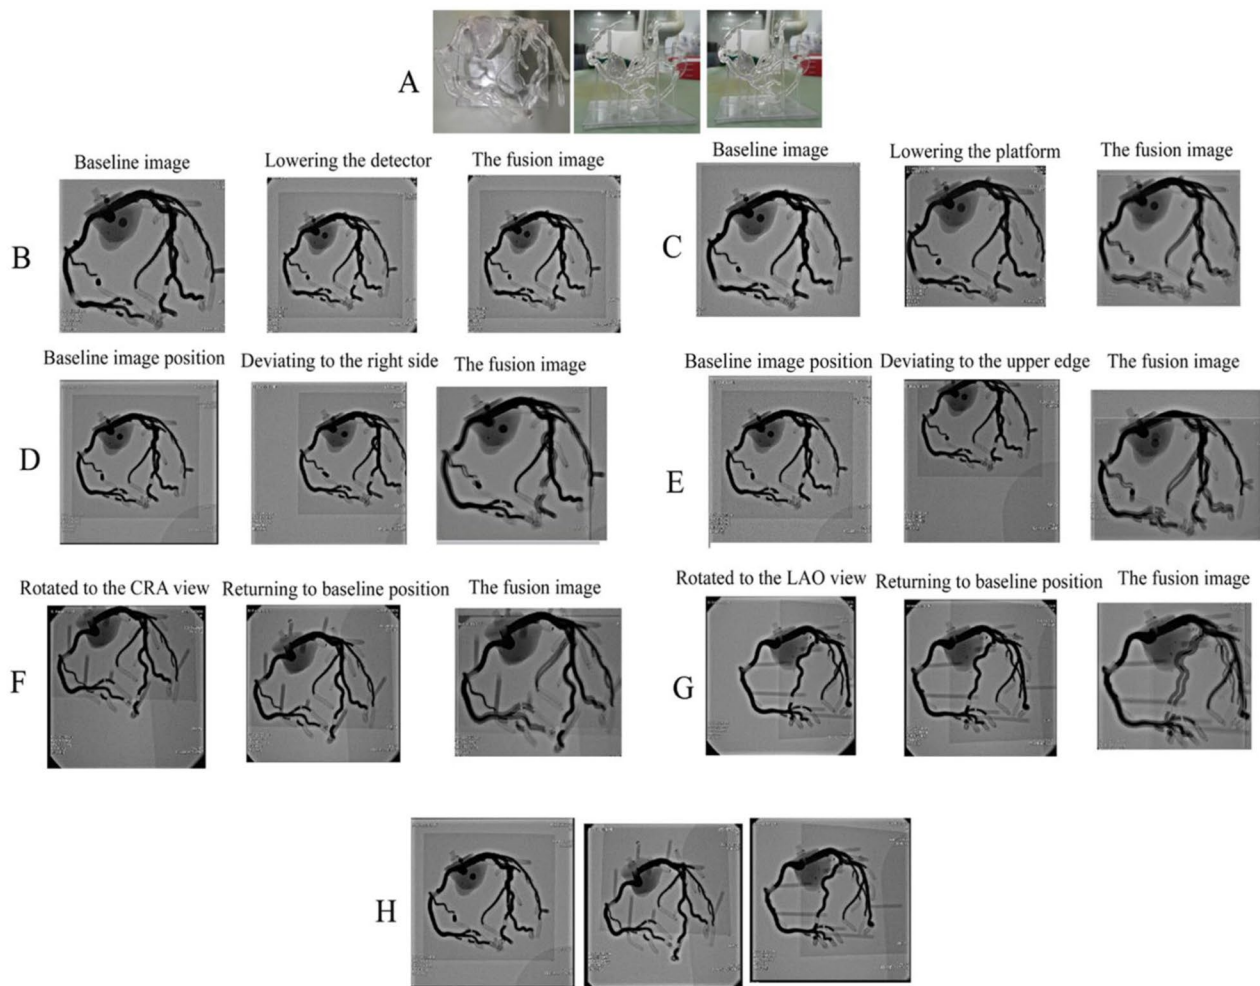 A
Baseline image
Lowering the detector
The fusion image
B
Baseline image
Lowering the platform
The fusion image
C
Baseline image position
Deviating to the right side
The fusion image
D
Baseline image position
Deviating to the upper edge
The fusion image
E
Rotated to the CRA view
Returning to baseline position
The fusion image
F
Rotated to the LAO view
Returning to baseline position
The fusion image
G
H